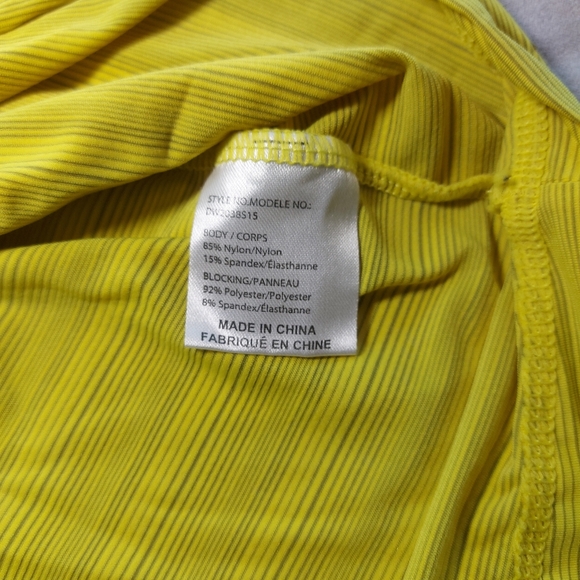 STYLE NO.MODELE NO.:
DW2038S15
BODY / CORPS
85% Nylon/Nylon
15% Spandex/Élasthanne
BLOCKING/PANNEAU
92% Polyester/Polyester
8% Spandex/Élasthanne
MADE IN CHINA
FABRIQUÉ EN CHINE